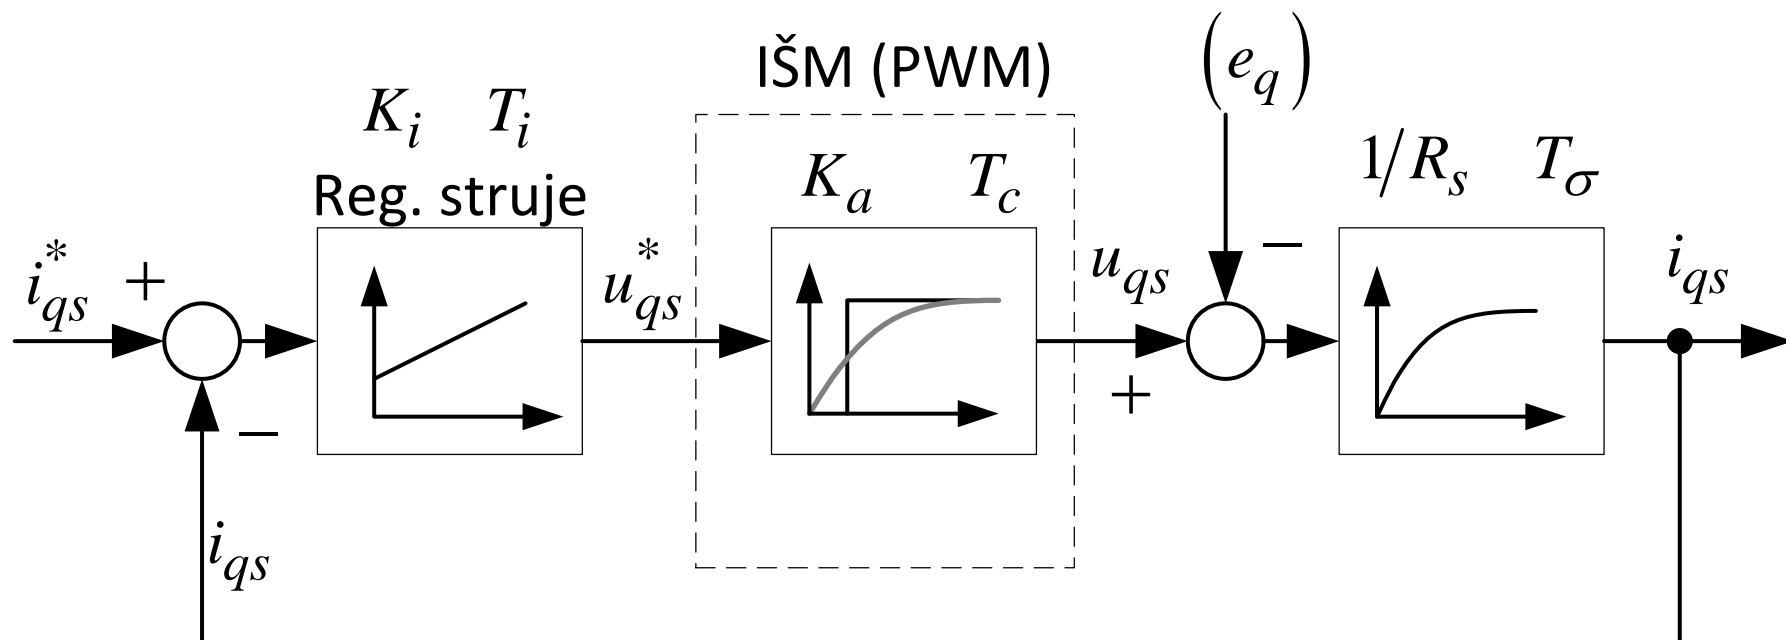 IŠM (PWM)
(e_q)
K_i T_i
Reg. struje
K_a T_c
1/R_s T_σ
i*_qs +
u*_qs
u_qs
−
i_qs
+
−
i_qs